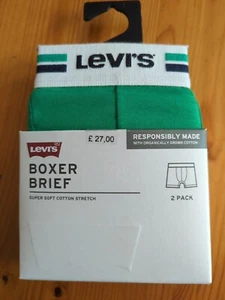 LEVI'S
£ 27,00
RESPONSIBLY MADE
WITH ORGANICALLY GROWN COTTON
LEVI'S
BOXER
BRIEF
SUPER SOFT COTTON STRETCH
2 PACK